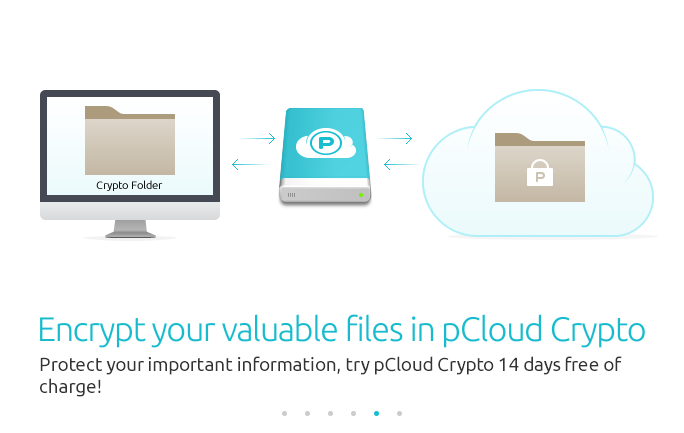 P
P
Crypto Folder
Encrypt your valuable files in pCloud Crypto
Protect your important information, try pCloud Crypto 14 days free of
charge!